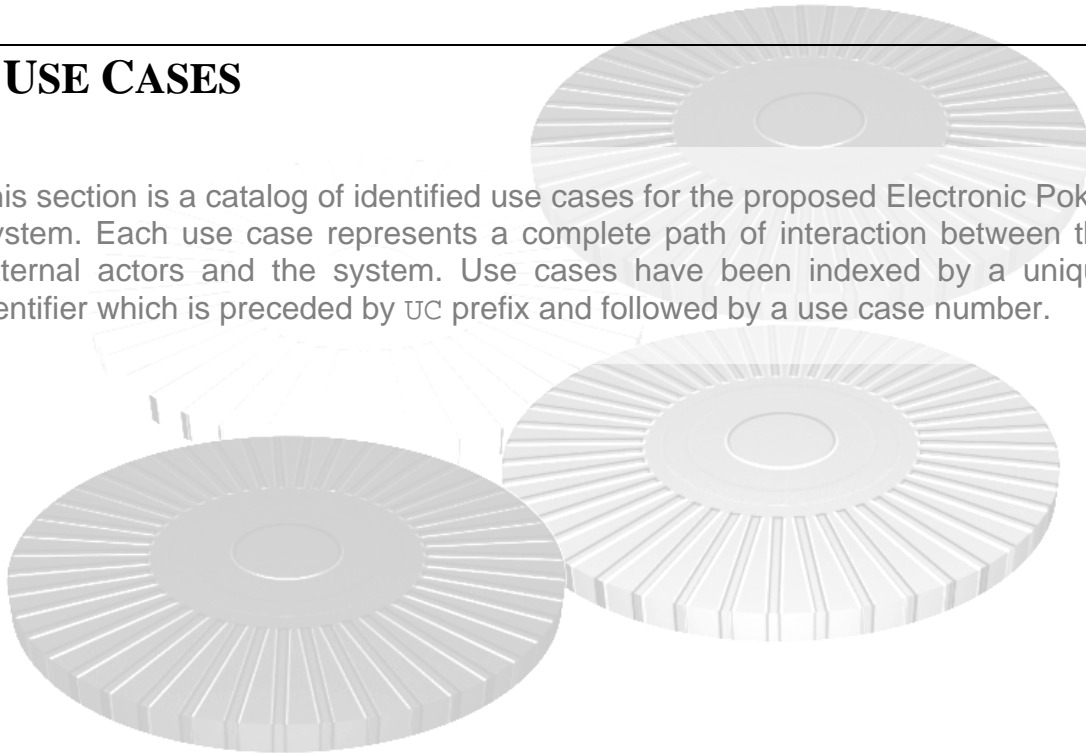 USE CASES
his section is a catalog of identified use cases for the proposed Electronic Pok
ystem. Each use case represents a complete path of interaction between th
ternal actors and the system. Use cases have been indexed by a uniqu
entifier which is preceded by UC prefix and followed by a use case number.